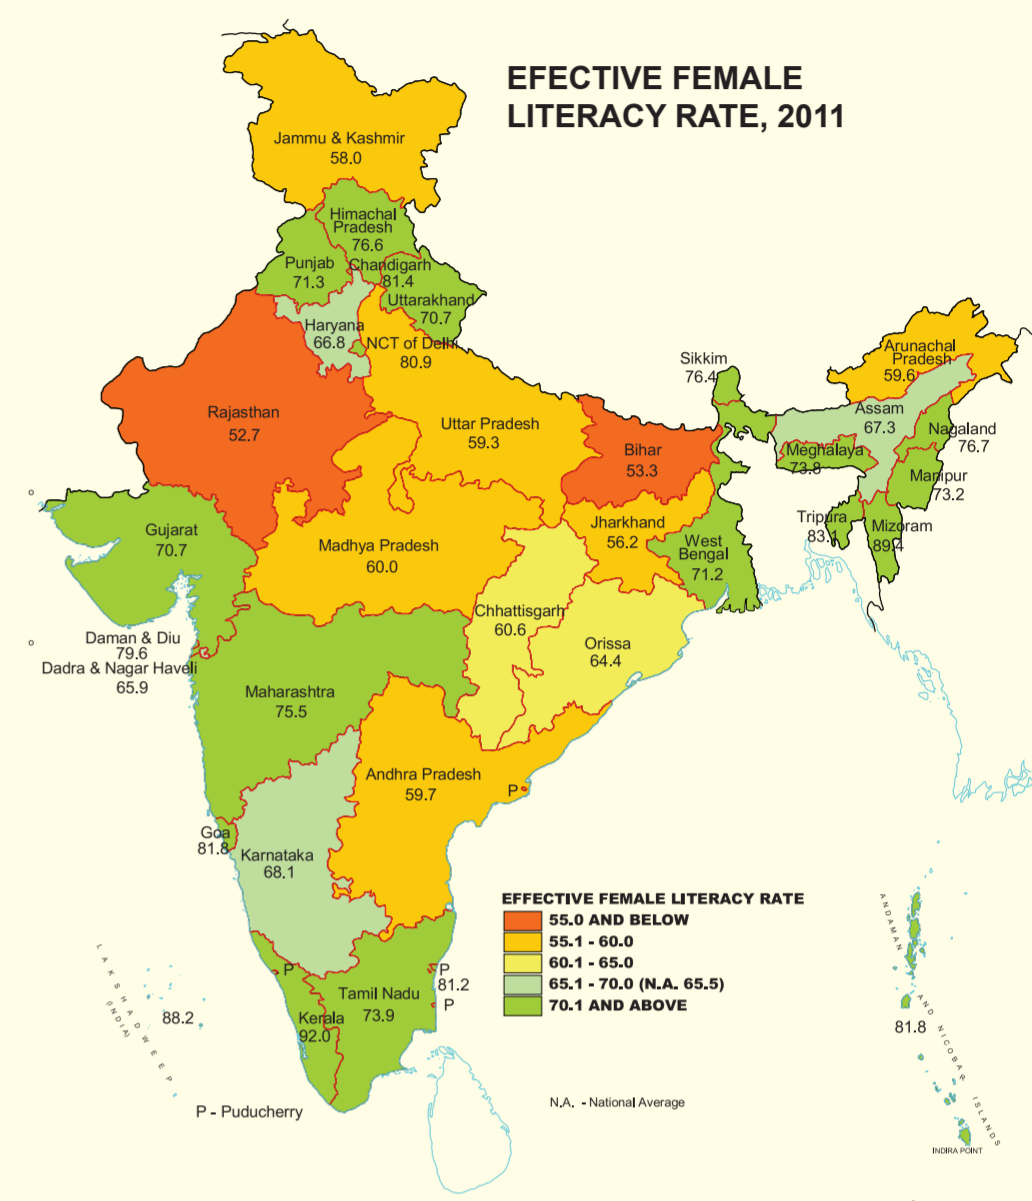 EFECTIVE FEMALE
LITERACY RATE, 2011
Jammu & Kashmir
58.0
Himachal
Pradesh
76.6
Punjab
71.3
Chandigarh
81.4
Uttarakhand
70.7
Haryana
66.8
NCT of Delhi
80.9
Rajasthan
52.7
Uttar Pradesh
59.3
Bihar
53.3
Sikkim
76.4
Arunachal
Pradesh
59.6
Assam
67.3
Nagaland
76.7
Meghalaya
73.8
Manipur
73.2
Tripura
83.1
Mizoram
89.4
Gujarat
70.7
Madhya Pradesh
60.0
Jharkhand
56.2
West
Bengal
71.2
Chhattisgarh
60.6
Orissa
64.4
Daman & Diu
79.6
Dadra & Nagar Haveli
65.9
Maharashtra
75.5
Andhra Pradesh
59.7
P
Goa
81.8
Karnataka
68.1
EFFECTIVE FEMALE LITERACY RATE
55.0 AND BELOW
55.1 - 60.0
60.1 - 65.0
65.1 - 70.0 (N.A. 65.5)
70.1 AND ABOVE
P
P
81.2
P
Tamil Nadu
73.9
Kerala
92.0
LAKSHADWEEP
(INDIA)
88.2
ANDAMAN
AND NICOBAR ISLANDS
81.8
INDIRA POINT
P - Puducherry
N.A. - National Average